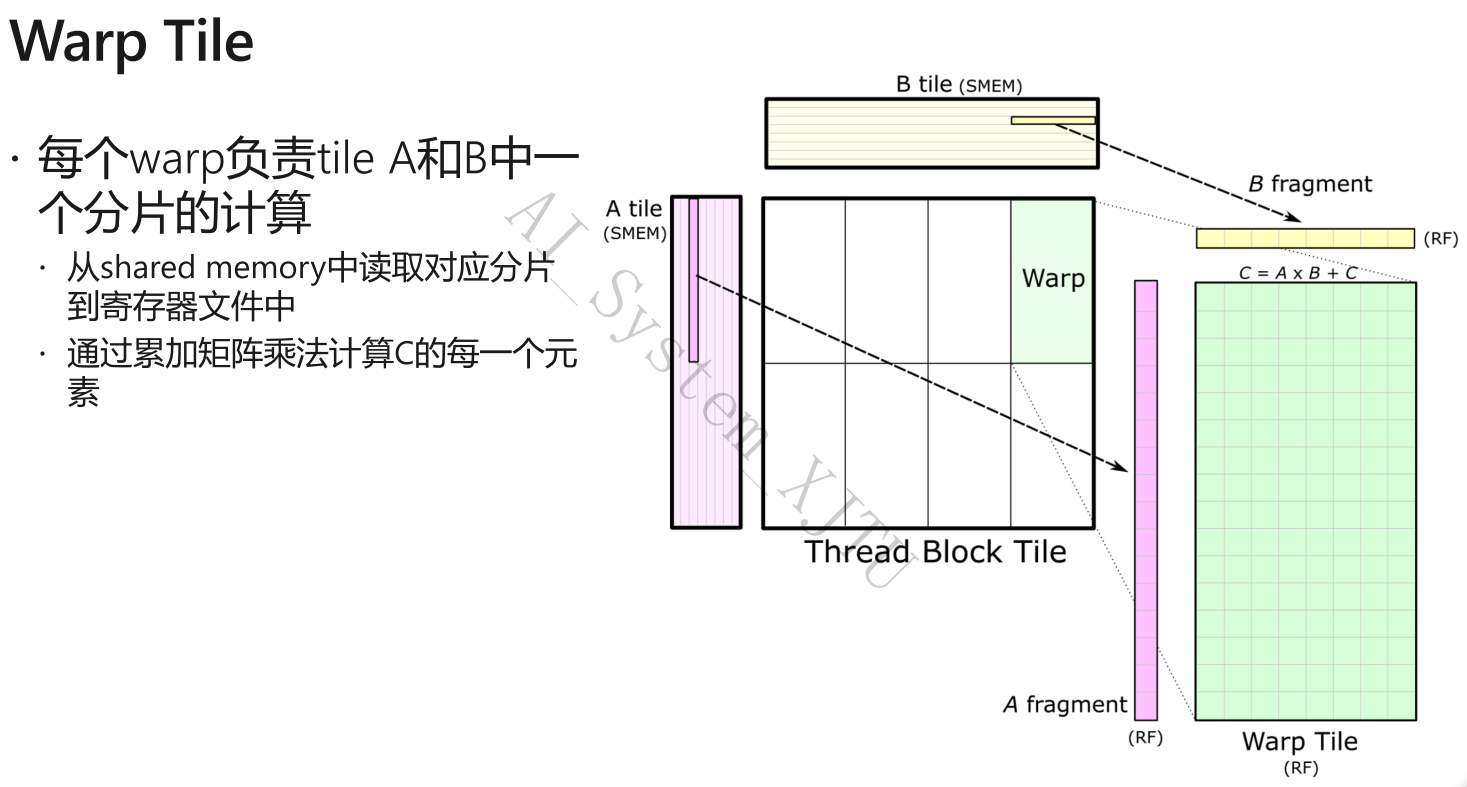 Warp Tile
· 每个warp负责tile A和B中一
个分片的计算
· 从shared memory中读取对应分片
到寄存器文件中
· 通过累加矩阵乘法计算C的每一个元
素
B tile (SMEM)
A tile
(SMEM)
Warp
Thread Block Tile
B fragment
(RF)
C = A x B + C
A fragment
(RF)
Warp Tile
(RF)
AI_System_XJTU